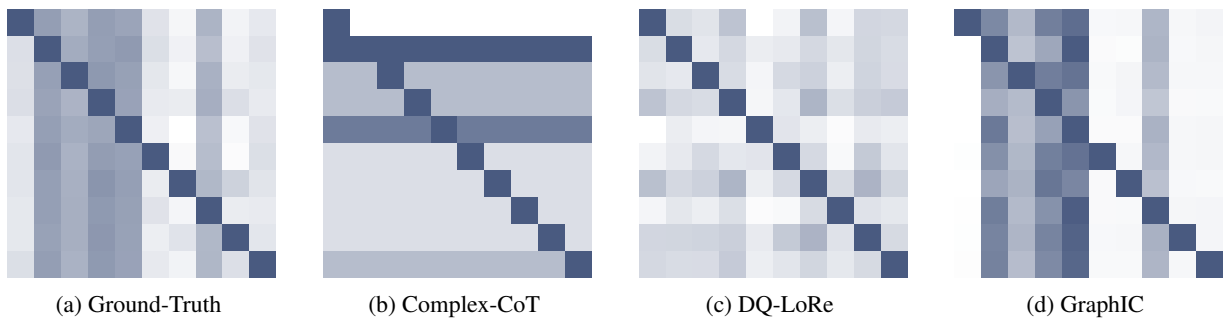 (a) Ground-Truth
(b) Complex-CoT
(c) DQ-LoRe
(d) GraphIC